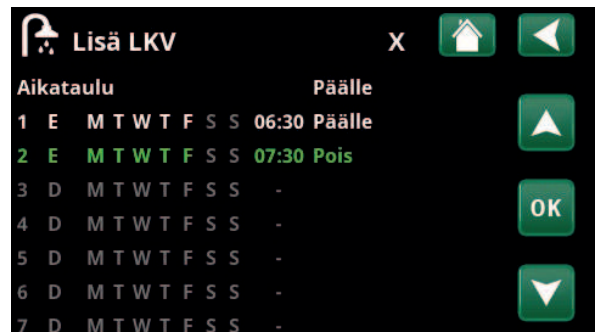 Lisä LKV X
Aikataulu Päälle
1 E M T W T F S S 06:30 Päälle
2 E M T W T F S S 07:30 Pois
3 D M T W T F S S -
4 D M T W T F S S -
OK
5 D M T W T F S S -
6 D M T W T F S S -
7 D M T W T F S S -